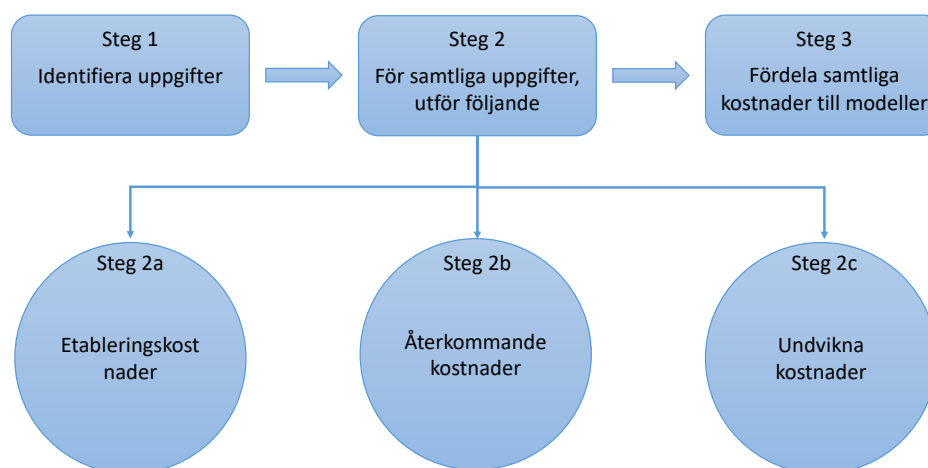 Steg 1
Identifiera uppgifter
Steg 2
För samtliga uppgifter,
utför följande
Steg 3
Fördela samtliga
kostnader till modeller
Steg 2a
Etableringskost
nader
Steg 2b
Återkommande
kostnader
Steg 2c
Undvikna
kostnader